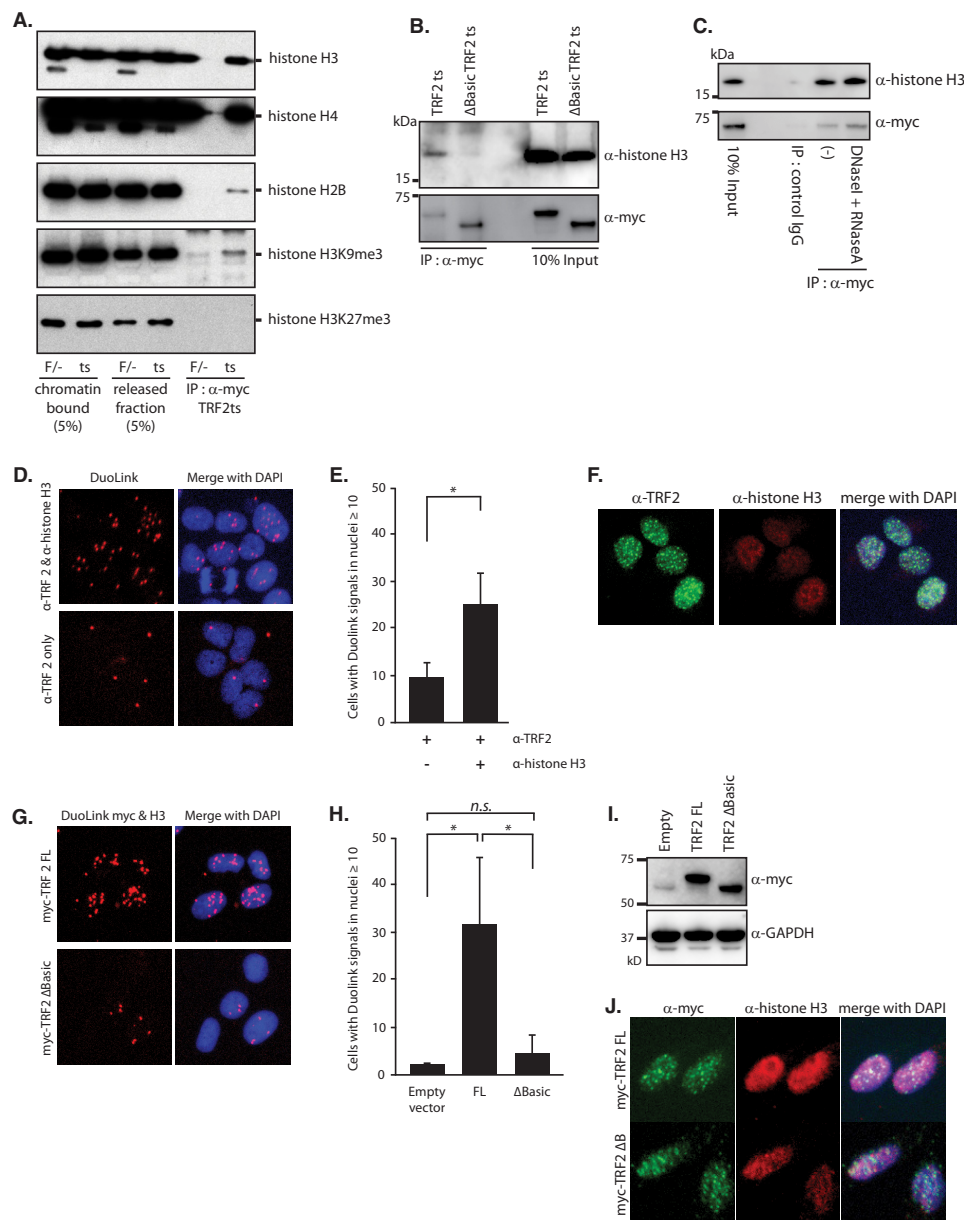 A.
histone H3
histone H4
histone H2B
histone H3K9me3
histone H3K27me3
F/- ts F/- ts F/- ts
chromatin bound (5%)
released fraction (5%)
IP : α-myc TRF2ts
B.
TRF2 ts
ΔBasic TRF2 ts
TRF2 ts
ΔBasic TRF2 ts
kDa
α-histone H3
15
75
α-myc
IP : α-myc
10% Input
C.
kDa
α-histone H3
15
75
α-myc
10% Input
IP : control IgG
(-)
DNaseI + RNaseA
IP : α-myc
D.
DuoLink
Merge with DAPI
α-TRF 2 & α-histone H3
α-TRF 2 only
E.
Cells with Duolink signals in nuclei ≥ 10
50
40
30
20
10
0
*
+ + α-TRF2
- + α-histone H3
F.
α-TRF2
α-histone H3
merge with DAPI
G.
DuoLink myc & H3
Merge with DAPI
myc-TRF 2 FL
myc-TRF2 ΔBasic
H.
Cells with Duolink signals in nuclei ≥ 10
50
40
30
20
10
0
n.s.
* *
Empty vector
FL
ΔBasic
I.
Empty
TRF2 FL
TRF2 ΔBasic
75
α-myc
50
37
α-GAPDH
kD
J.
α-myc
α-histone H3
merge with DAPI
myc-TRF2 FL
myc-TRF2 ΔB